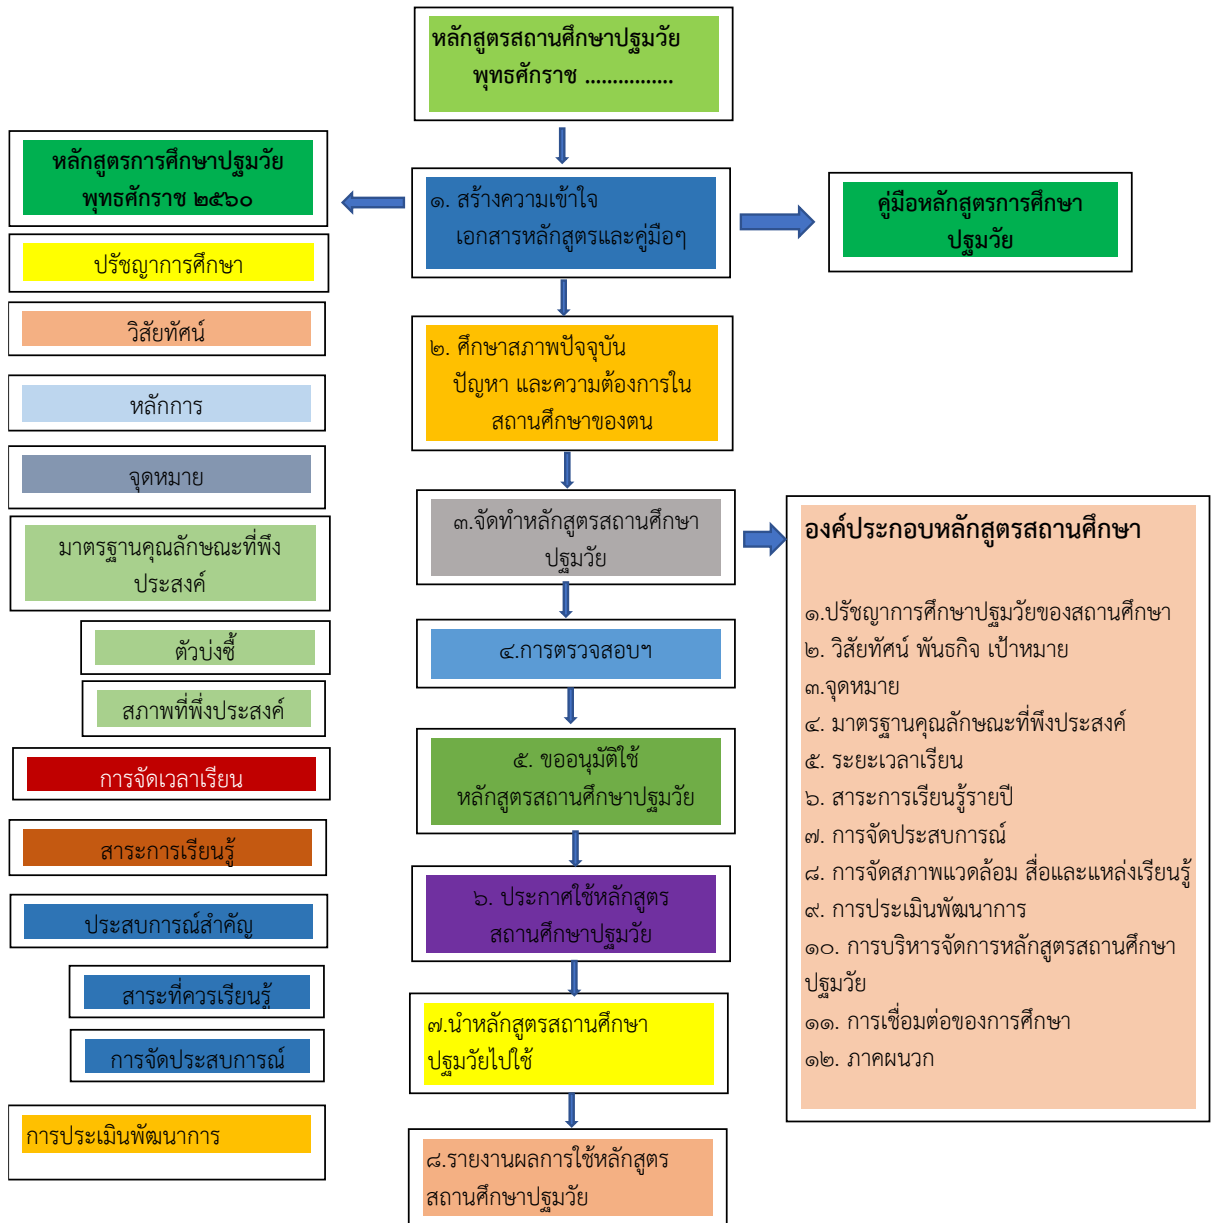 หลักสูตรสถานศึกษาปฐมวัย
พุทธศักราช ...............
หลักสูตรการศึกษาปฐมวัย
พุทธศักราช ๒๕๖๐
ปรัชญาการศึกษา
วิสัยทัศน์
หลักการ
จุดหมาย
มาตรฐานคุณลักษณะที่พึง
ประสงค์
ตัวบ่งชี้
สภาพที่พึงประสงค์
การจัดเวลาเรียน
สาระการเรียนรู้
ประสบการณ์สำคัญ
สาระที่ควรเรียนรู้
การจัดประสบการณ์
การประเมินพัฒนาการ
๑. สร้างความเข้าใจ
เอกสารหลักสูตรและคู่มือๆ
๒. ศึกษาสภาพปัจจุบัน
ปัญหา และความต้องการใน
สถานศึกษาของตน
๓.จัดทำหลักสูตรสถานศึกษา
ปฐมวัย
๔.การตรวจสอบฯ
๕. ขออนุมัติใช้
หลักสูตรสถานศึกษาปฐมวัย
๖. ประกาศใช้หลักสูตร
สถานศึกษาปฐมวัย
๗.นำหลักสูตรสถานศึกษา
ปฐมวัยไปใช้
๘.รายงานผลการใช้หลักสูตร
สถานศึกษาปฐมวัย
คู่มือหลักสูตรการศึกษา
ปฐมวัย
องค์ประกอบหลักสูตรสถานศึกษา
๑.ปรัชญาการศึกษาปฐมวัยของสถานศึกษา
๒. วิสัยทัศน์ พันธกิจ เป้าหมาย
๓.จุดหมาย
๔. มาตรฐานคุณลักษณะที่พึงประสงค์
๕. ระยะเวลาเรียน
๖. สาระการเรียนรู้รายปี
๗. การจัดประสบการณ์
๘. การจัดสภาพแวดล้อม สื่อและแหล่งเรียนรู้
๙. การประเมินพัฒนาการ
๑๐. การบริหารจัดการหลักสูตรสถานศึกษา
ปฐมวัย
๑๑. การเชื่อมต่อของการศึกษา
๑๒. ภาคผนวก